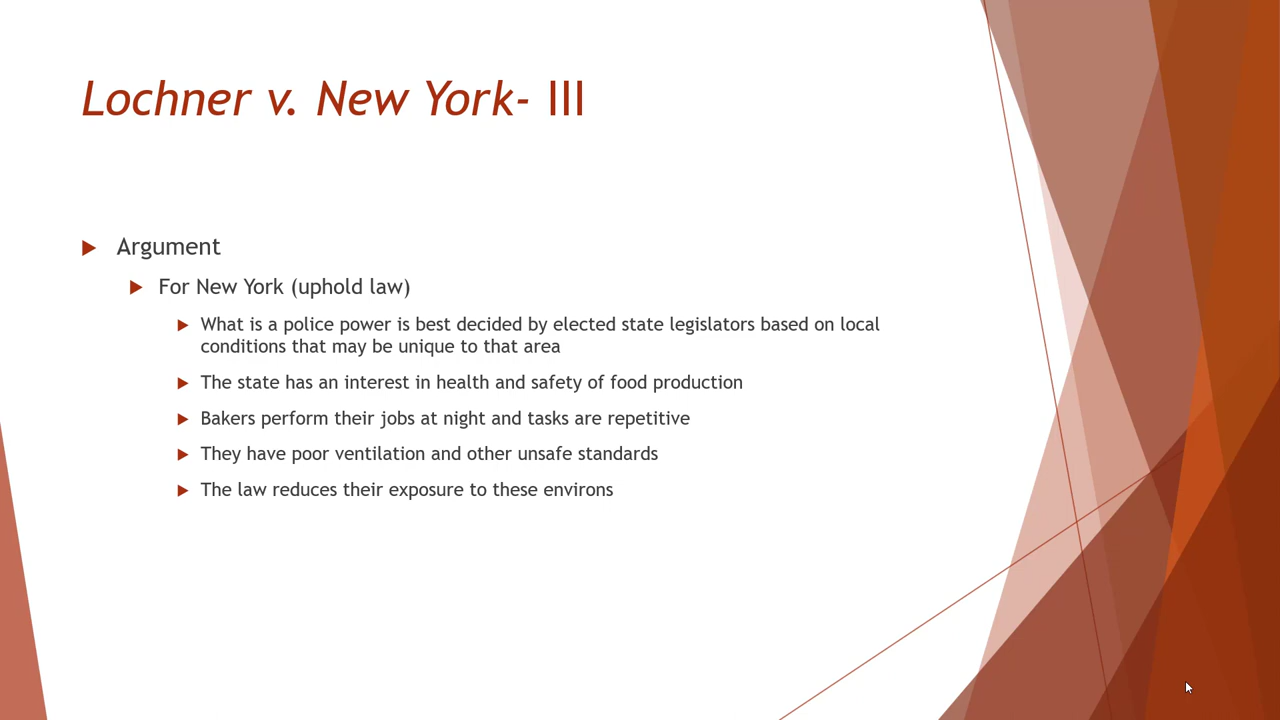 Lochner v. New York- III
Argument
For New York (uphold law)
What is a police power is best decided by elected state legislators based on local
conditions that may be unique to that area
The state has an interest in health and safety of food production
Bakers perform their jobs at night and tasks are repetitive
They have poor ventilation and other unsafe standards
The law reduces their exposure to these environs